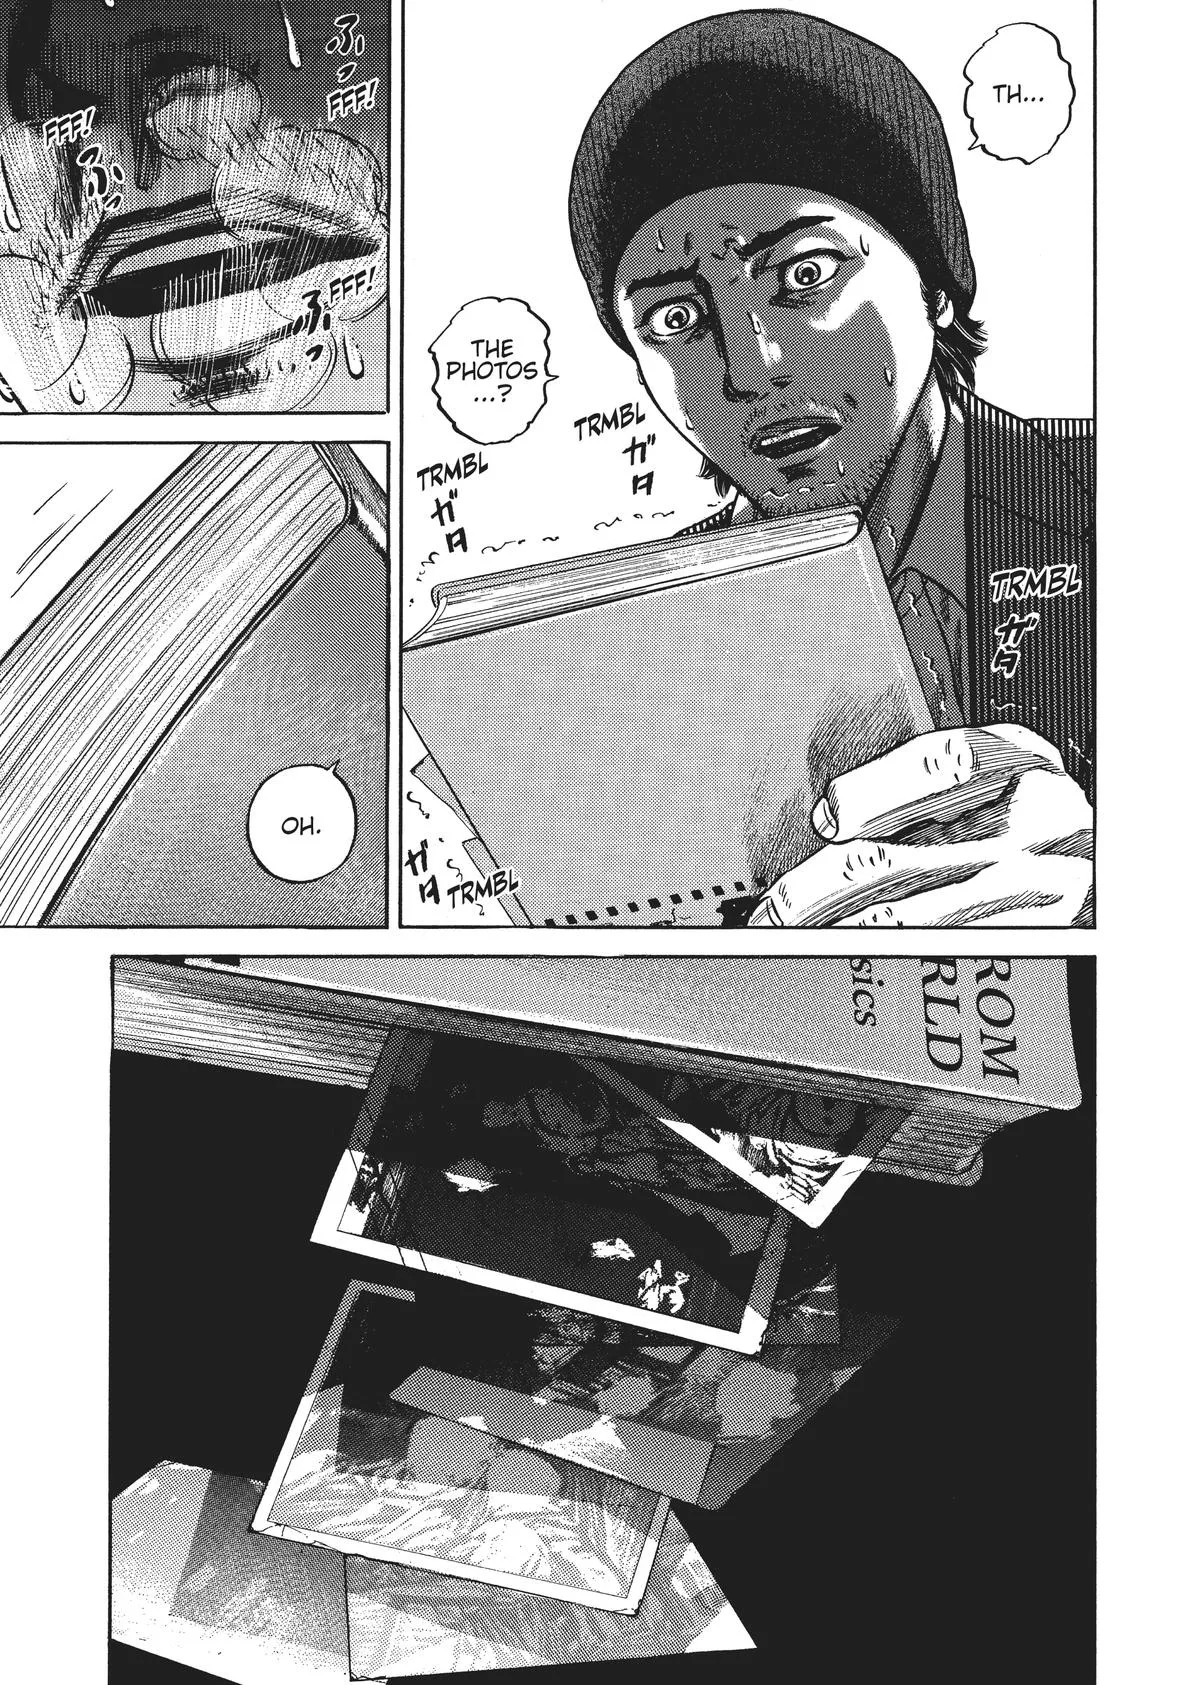 TH...
THE
PHOTOS
...?
TRMBL
ガタ
TRMBL
ガタ
TRMBL
ガタ
ガタ
TRMBL
ふっ
FFF!
FFF!
ふっ
FFF!
ふっ
OH.
ROM
RLD
sics